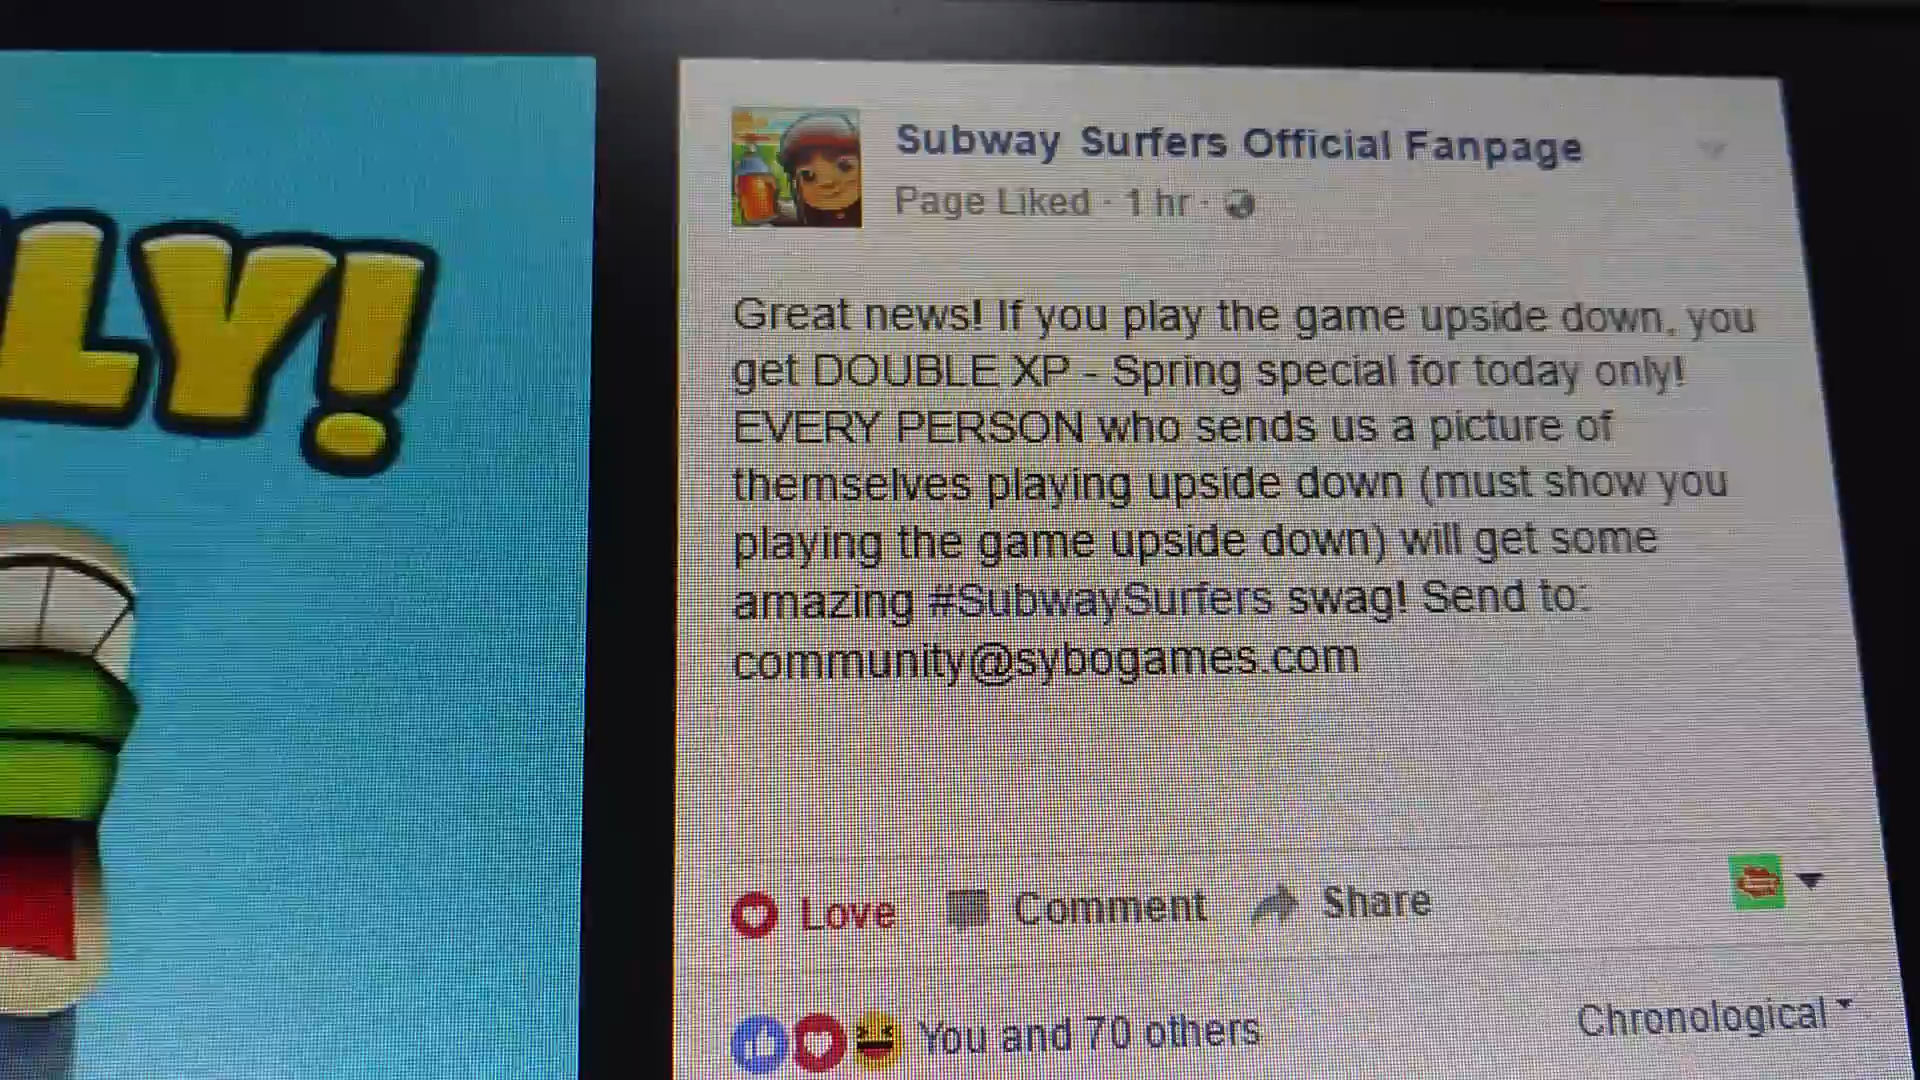 LY!
Subway Surfers Official Fanpage
Page Liked · 1 hr ·
Great news! If you play the game upside down, you
get DOUBLE XP - Spring special for today only!
EVERY PERSON who sends us a picture of
themselves playing upside down (must show you
playing the game upside down) will get some
amazing #SubwaySurfers swag! Send to:
community@sybogames.com
Love Comment Share
You and 70 others
Chronological